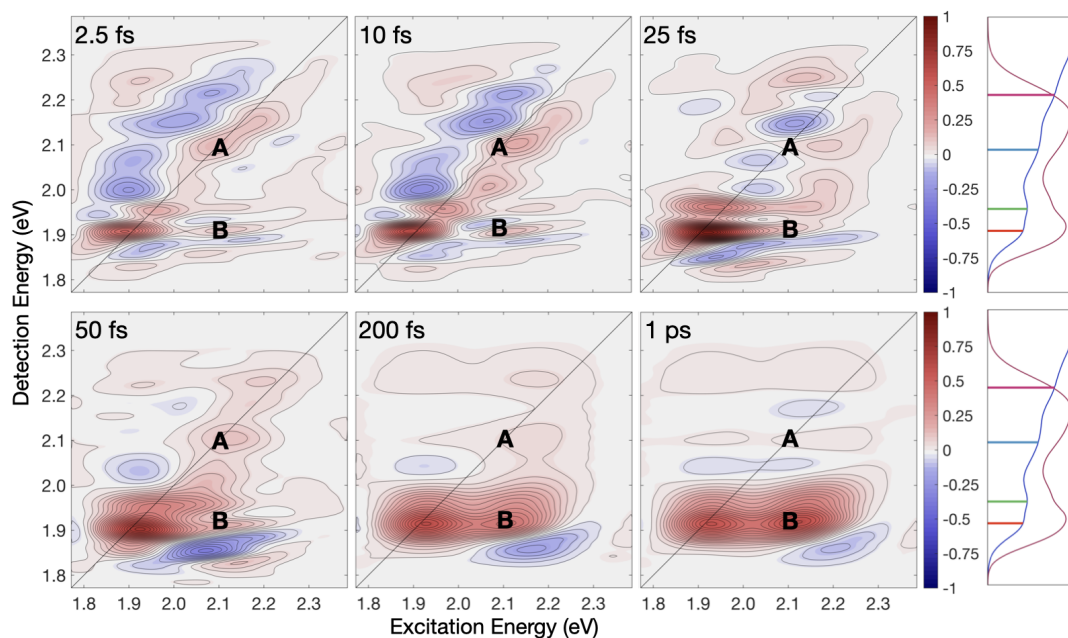 2.5 fs
10 fs
25 fs
A
A
A
B
B
B
2.3
2.2
2.1
2.0
1.9
1.8
1
0.75
0.5
0.25
0
-0.25
-0.5
-0.75
-1
Detection Energy (eV)
50 fs
200 fs
1 ps
A
A
A
B
B
B
2.3
2.2
2.1
2.0
1.9
1.8
1
0.75
0.5
0.25
0
-0.25
-0.5
-0.75
-1
1.8 1.9 2.0 2.1 2.2 2.3
1.8 1.9 2.0 2.1 2.2 2.3
1.8 1.9 2.0 2.1 2.2 2.3
Excitation Energy (eV)